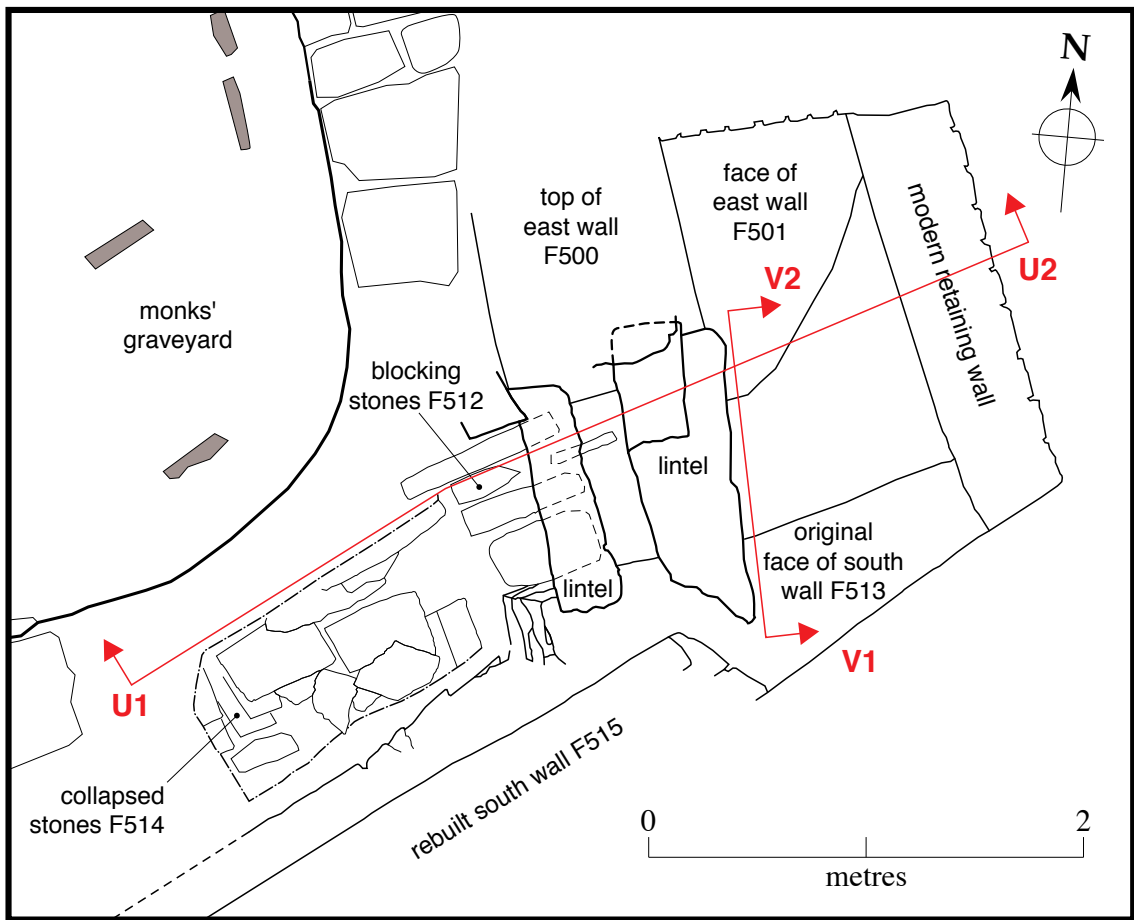 N
top of
east wall
F500
face of
east wall
F501
modern retaining wall
U2
V2
monks'
graveyard
blocking
stones F512
lintel
original
face of south
wall F513
lintel
V1
U1
collapsed
stones F514
rebuilt south wall F515
0 2
metres